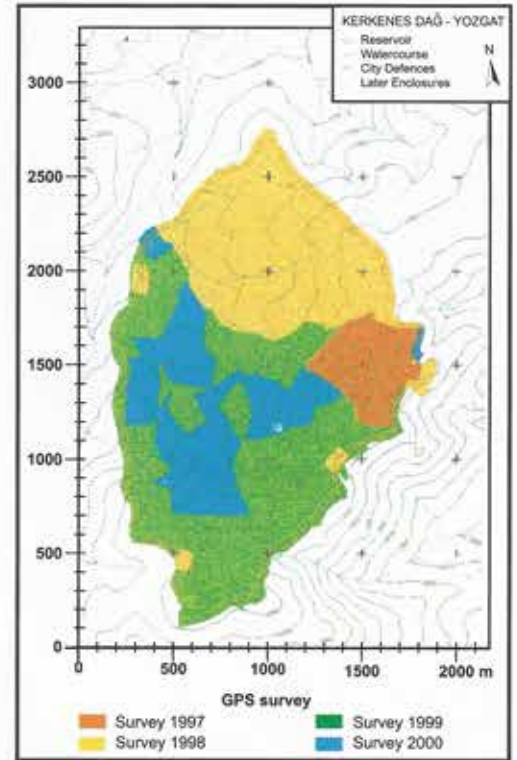 KERKENES DAĞ - YOZGAT
Reservoir
Watercourse
City Defences
Later Enclosures
N
3000
2500
2000
1500
1000
500
0
0 500 1000 1500 2000 m
GPS survey
Survey 1997
Survey 1999
Survey 1998
Survey 2000